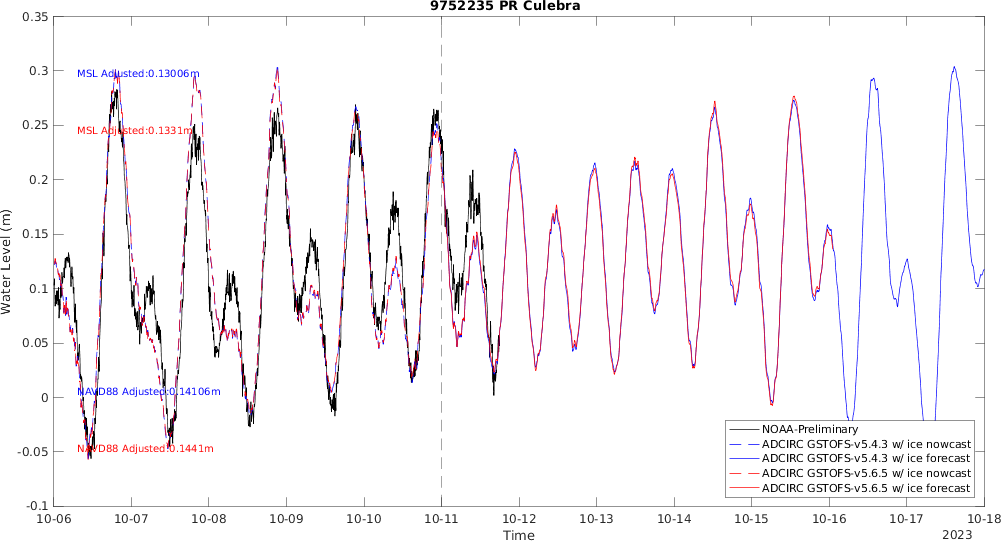 9752235 PR Culebra
0.35
0.3
0.25
0.2
0.15
0.1
0.05
0
-0.05
-0.1
Water Level (m)
MSL Adjusted:0.13006m
MSL Adjusted:0.1331m
NAVD88 Adjusted:0.14106m
NAVD88 Adjusted:0.1441m
NOAA-Preliminary
ADCIRC GSTOFS-v5.4.3 w/ ice nowcast
ADCIRC GSTOFS-v5.4.3 w/ ice forecast
ADCIRC GSTOFS-v5.6.5 w/ ice nowcast
ADCIRC GSTOFS-v5.6.5 w/ ice forecast
10-06 10-07 10-08 10-09 10-10 10-11 10-12 10-13 10-14 10-15 10-16 10-17 10-18
Time
2023